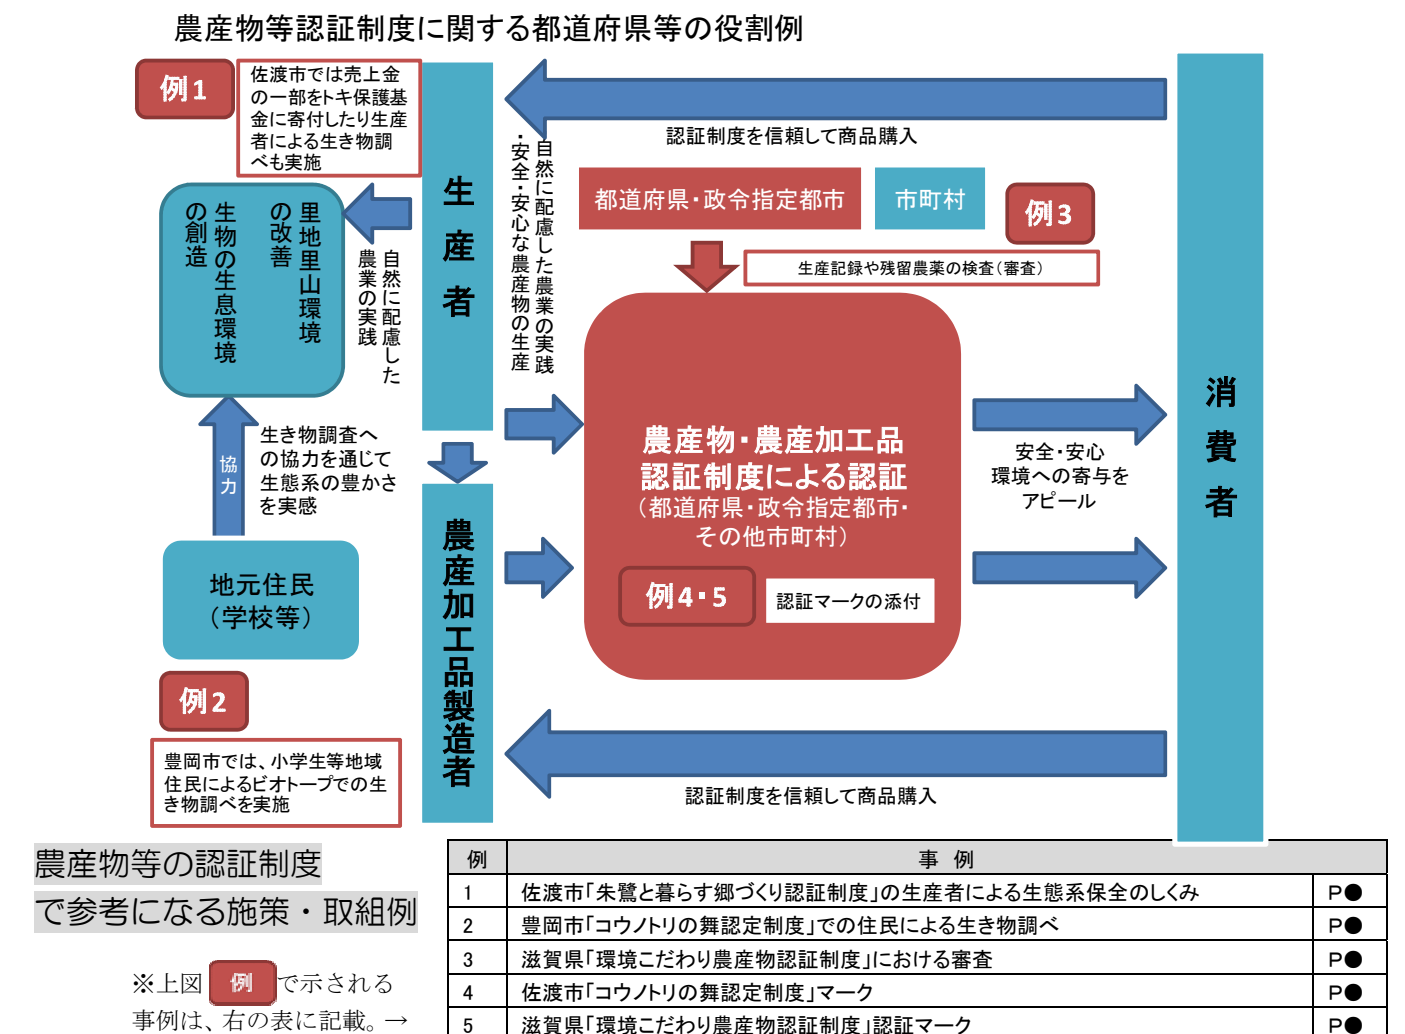 農産物等認証制度に関する都道府県等の役割例
例1
佐渡市では売上金
の一部をトキ保護基
金に寄付したり生産
者による生き物調
べも実施
生産者
認証制度を信頼して商品購入
・自然に配慮した農業の実践
・安全・安心な農産物の生産
都道府県・政令指定都市
市町村
例3
生産記録や残留農薬の検査(審査)
里地里山環境
の改善
生物の生息環境
の創造
自然に配慮した
農業の実践
消費者
農産物・農産加工品
認証制度による認証
(都道府県・政令指定都市・
その他市町村)
例4・5
認証マークの添付
安全・安心
環境への寄与を
アピール
協力
生き物調査へ
の協力を通じて
生態系の豊かさ
を実感
地元住民
(学校等)
農産加工品製造者
例2
豊岡市では、小学生等地域
住民によるビオトープでの生
き物調べを実施
認証制度を信頼して商品購入
農産物等の認証制度
で参考になる施策・取組例
※上図 例 で示される
事例は、右の表に記載。→
例 事 例
1 佐渡市「朱鷺と暮らす郷づくり認証制度」の生産者による生態系保全のしくみ P●
2 豊岡市「コウノトリの舞認定制度」での住民による生き物調べ P●
3 滋賀県「環境こだわり農産物認証制度」における審査 P●
4 佐渡市「コウノトリの舞認定制度」マーク P●
5 滋賀県「環境こだわり農産物認証制度」認証マーク P●